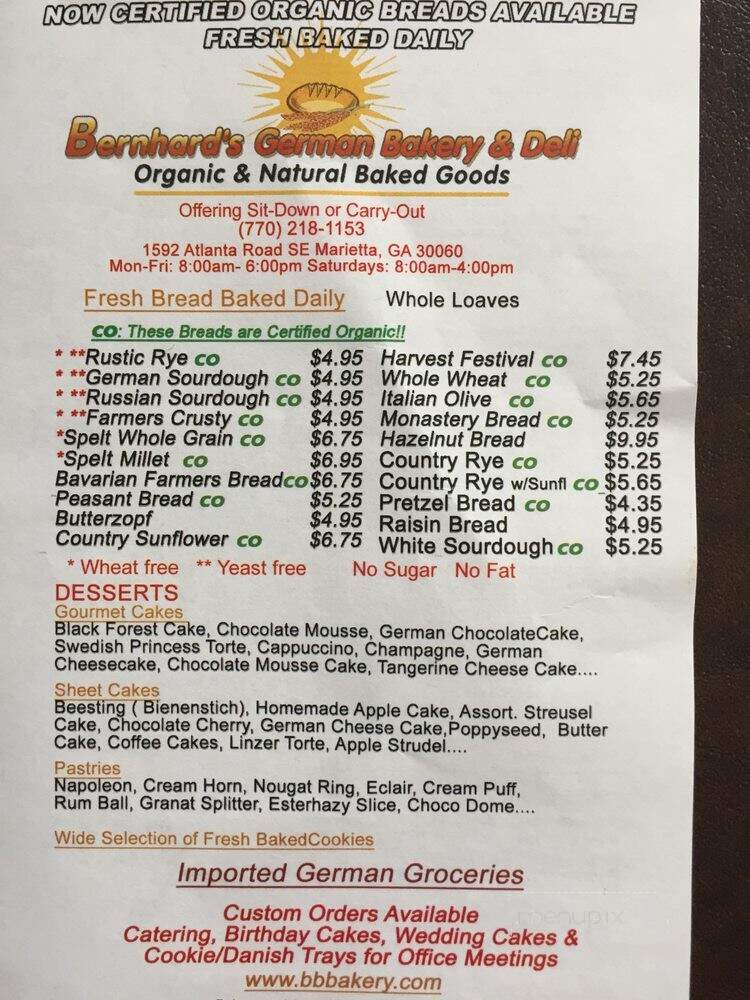 NOW CERTIFIED ORGANIC BREADS AVAILABLE
FRESH BAKED DAILY
Bernhard's German Bakery & Deli
Organic & Natural Baked Goods
Offering Sit-Down or Carry-Out
(770) 218-1153
1592 Atlanta Road SE Marietta, GA 30060
Mon-Fri: 8:00am- 6:00pm Saturdays: 8:00am-4:00pm
Fresh Bread Baked Daily Whole Loaves
CO: These Breads are Certified Organic!!
* **Rustic Rye co $4.95 Harvest Festival co $7.45
* **German Sourdough co $4.95 Whole Wheat co $5.25
* **Russian Sourdough co $4.95 Italian Olive co $5.65
* **Farmers Crusty co $4.95 Monastery Bread co $5.25
*Spelt Whole Grain co $6.75 Hazelnut Bread $9.95
*Spelt Millet co $6.95 Country Rye co $5.25
Bavarian Farmers Breadco $6.75 Country Rye w/Sunfl co $5.65
Peasant Bread co $5.25 Pretzel Bread co $4.35
Butterzopf $4.95 Raisin Bread $4.95
Country Sunflower co $6.75 White Sourdough co $5.25
* Wheat free ** Yeast free No Sugar No Fat
DESSERTS
Gourmet Cakes
Black Forest Cake, Chocolate Mousse, German ChocolateCake,
Swedish Princess Torte, Cappuccino, Champagne, German
Cheesecake, Chocolate Mousse Cake, Tangerine Cheese Cake....
Sheet Cakes
Beesting ( Bienenstich), Homemade Apple Cake, Assort. Streusel
Cake, Chocolate Cherry, German Cheese Cake,Poppyseed, Butter
Cake, Coffee Cakes, Linzer Torte, Apple Strudel....
Pastries
Napoleon, Cream Horn, Nougat Ring, Eclair, Cream Puff,
Rum Ball, Granat Splitter, Esterhazy Slice, Choco Dome....
Wide Selection of Fresh BakedCookies
Imported German Groceries
Custom Orders Available
Catering, Birthday Cakes, Wedding Cakes &
Cookie/Danish Trays for Office Meetings
www.bbbakery.com